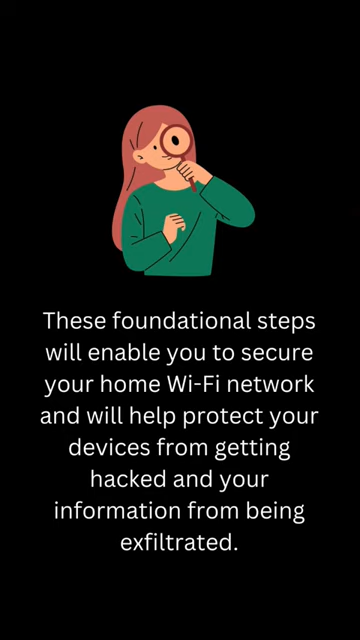 These foundational steps
will enable you to secure
your home Wi-Fi network
and will help protect your
devices from getting
hacked and your
information from being
exfiltrated.